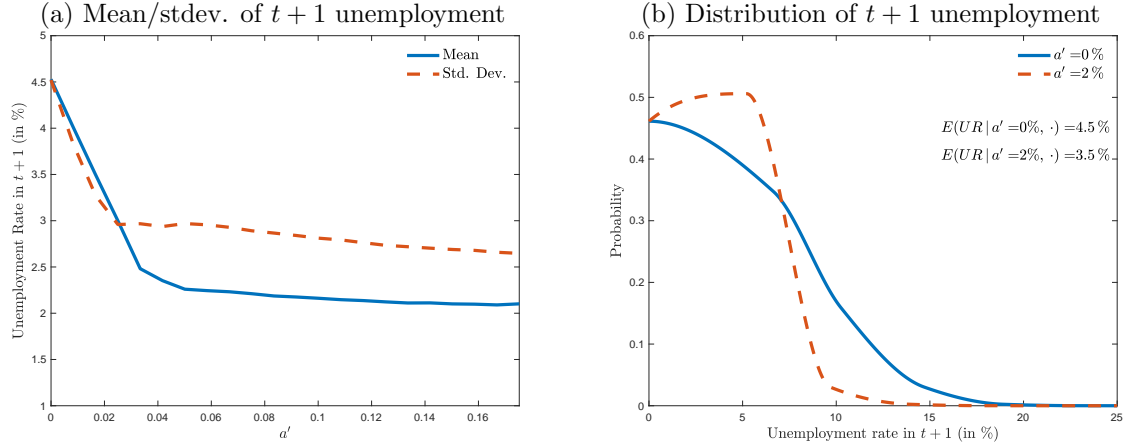 (a) Mean/stdev. of t + 1 unemployment
5
4.5
4
3.5
3
2.5
2
1.5
1
Unemployment Rate in t + 1 (in %)
0
0.02
0.04
0.06
0.08
0.1
0.12
0.14
0.16
a′
Mean
Std. Dev.
(b) Distribution of t + 1 unemployment
0.6
0.5
0.4
0.3
0.2
0.1
0
Probability
0
5
10
15
20
25
Unemployment rate in t + 1 (in %)
a′ =0 %
a′ =2 %
E(UR | a′ =0%, ·) =4.5 %
E(UR | a′ =2%, ·) =3.5 %